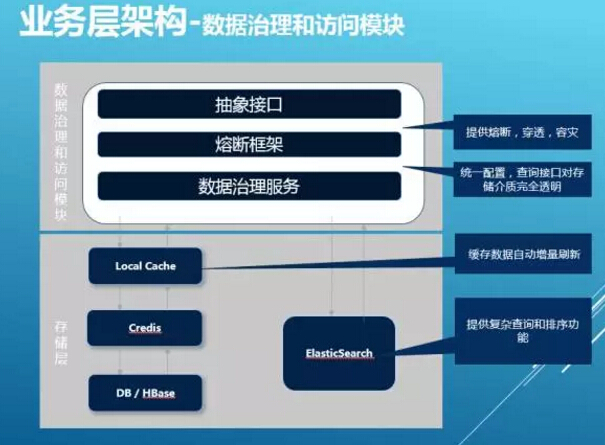 业务层架构-数据治理和访问模块
数据治理和访问模块
抽象接口
熔断框架
数据治理服务
提供熔断，穿透，容灾
统一配置，查询接口对存
储介质完全透明
存储层
Local Cache
Credis
DB / HBase
ElasticSearch
缓存数据自动增量刷新
提供复杂查询和排序功
能